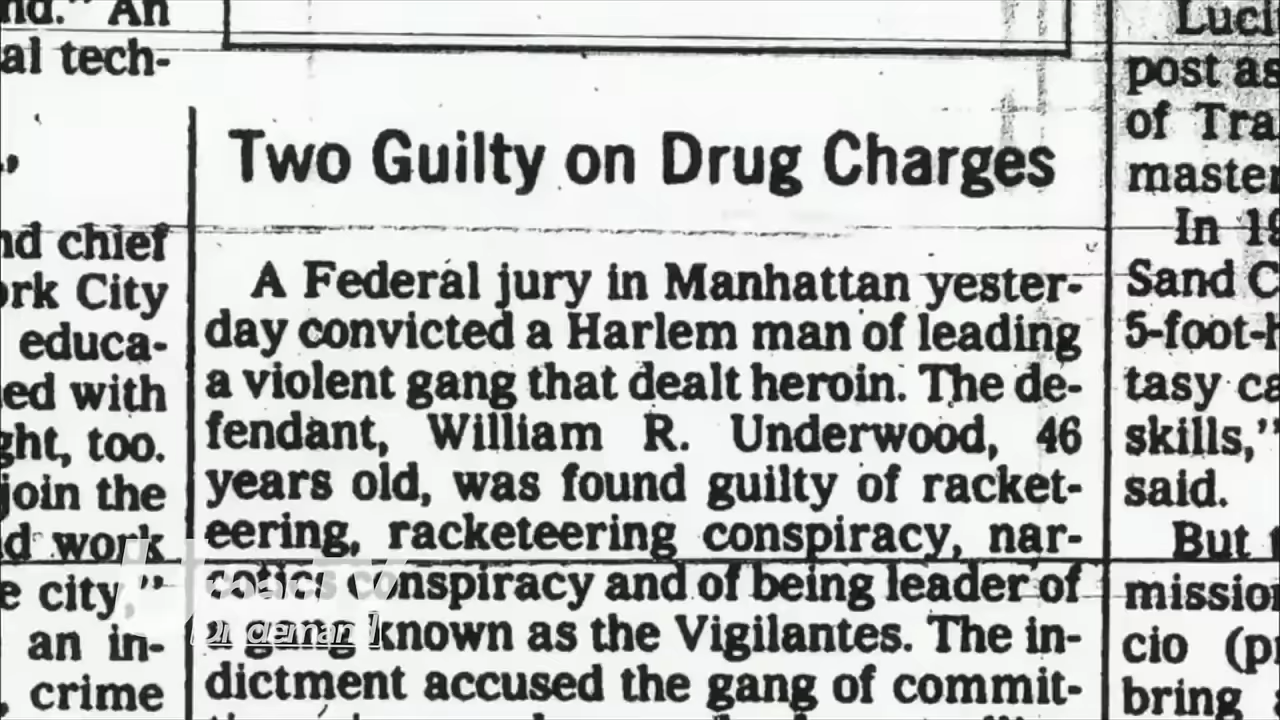 nd." An
al tech-
nd chief
ork City
educa-
ed with
ght, too.
join the
d work
e city,"
an in-
, crime
Two Guilty on Drug Charges
A Federal jury in Manhattan yester-
day convicted a Harlem man of leading
a violent gang that dealt heroin. The de-
fendant, William R. Underwood, 46
years old, was found guilty of racket-
eering, racketeering conspiracy, nar-
cotics conspiracy and of being leader of
a gang known as the Vigilantes. The in-
dictment accused the gang of commit-
Luci
post as
of Tra
master
In 19
Sand C
5-foot-h
tasy ca
skills,"
said.
But t
missio
cio (p
bring
ondemand